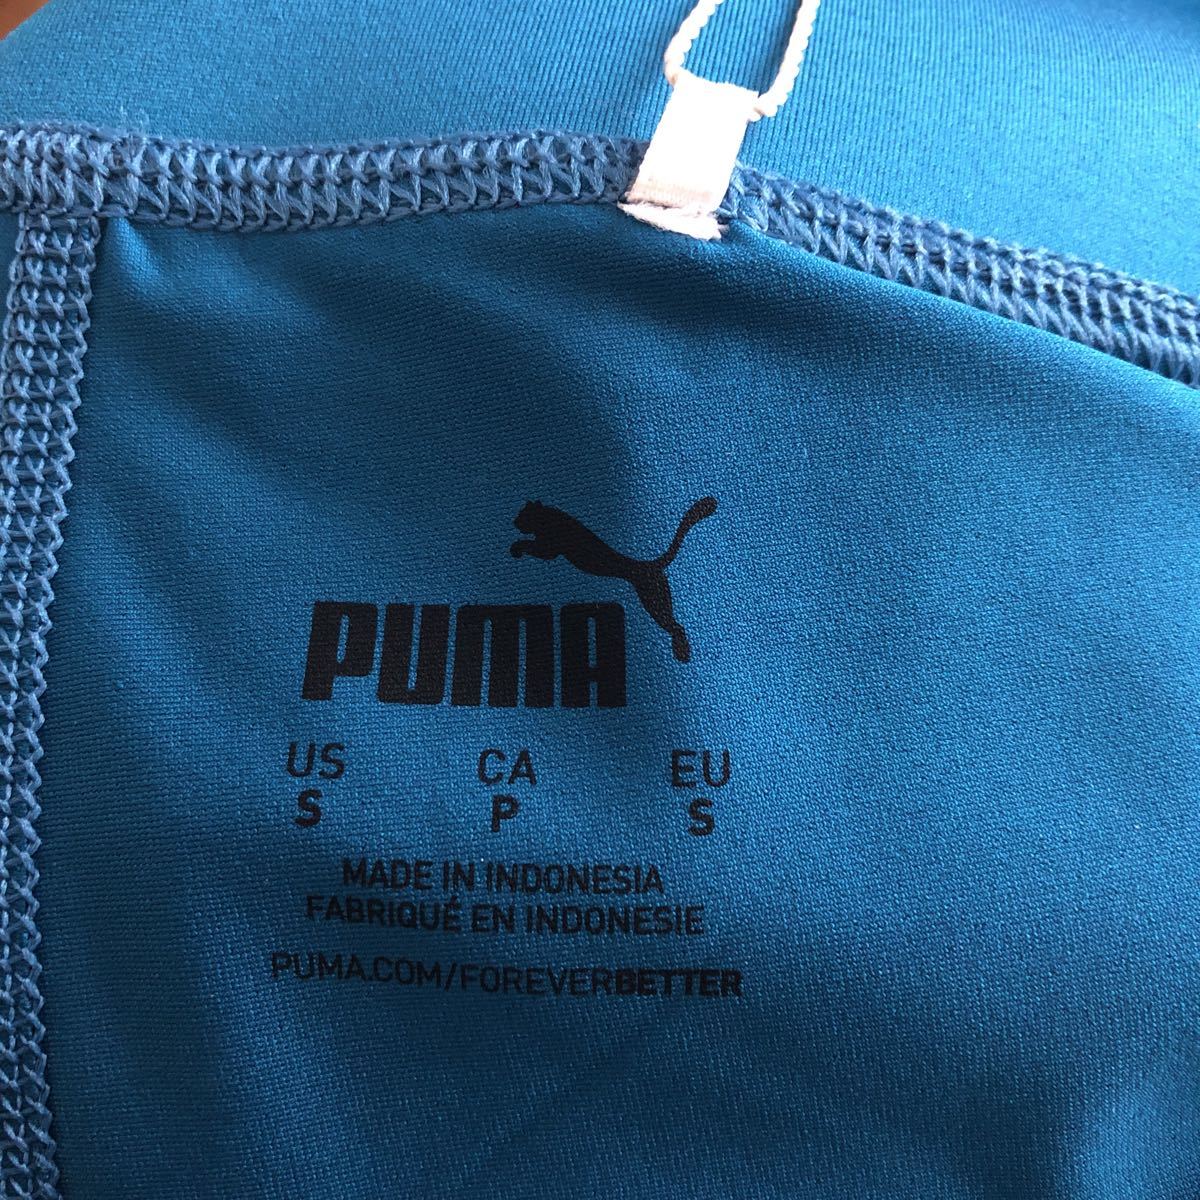 PUMA
US CA EU
S P S
MADE IN INDONESIA
FABRIQUÉ EN INDONESIE
PUMA.COM/FOREVERBETTER